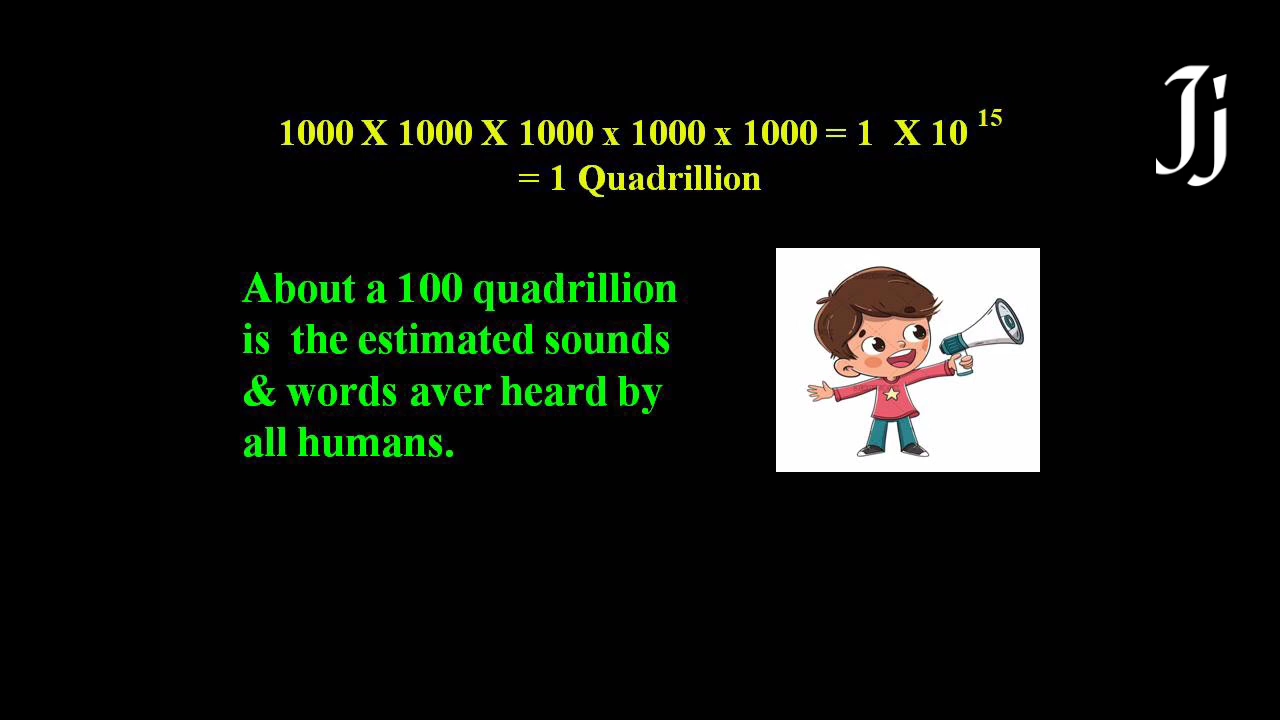 1000 X 1000 X 1000 x 1000 x 1000 = 1  X 10 15
= 1 Quadrillion
Jj
About a 100 quadrillion
is  the estimated sounds
& words aver heard by
all humans.